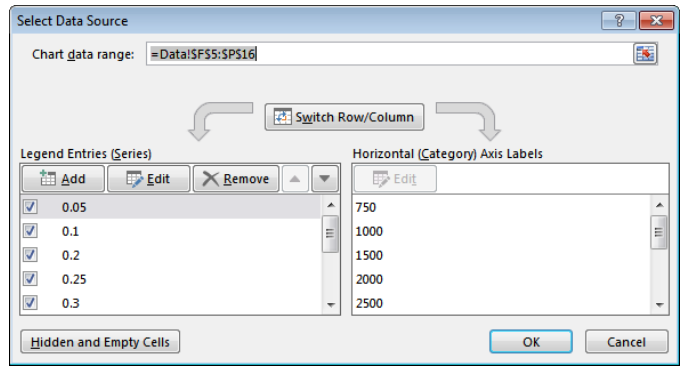 Select Data Source
Chart data range: =Data!$F$5:$P$16
Switch Row/Column
Legend Entries (Series)
Horizontal (Category) Axis Labels
Add Edit Remove
Edit
0.05
0.1
0.2
0.25
0.3
750
1000
1500
2000
2500
Hidden and Empty Cells
OK Cancel